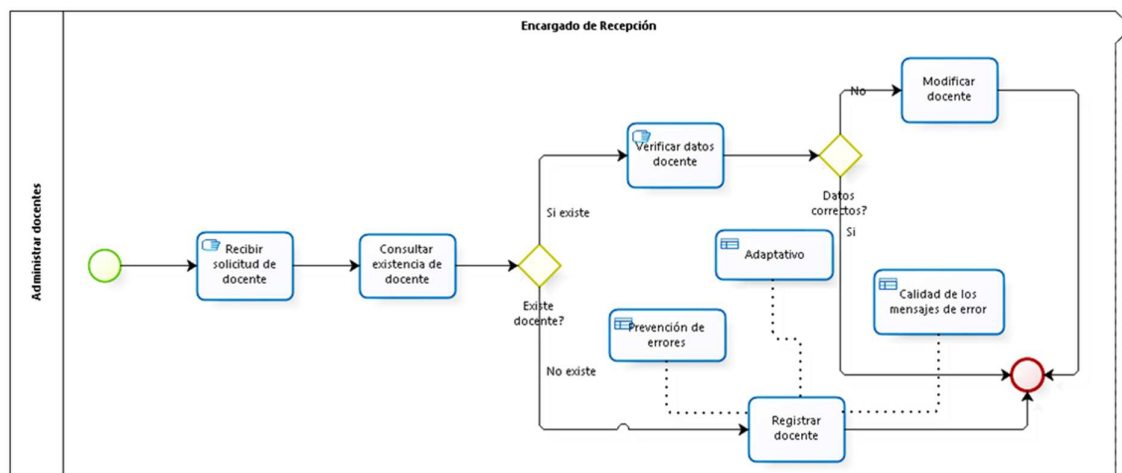 Encargado de Recepción
Administrar docentes
Recibir
solicitud de
docente
Consultar
existencia de
docente
Existe
docente?
Si existe
No existe
Verificar datos
docente
Datos
correctos?
No
Si
Modificar
docente
Adaptativo
Prevención de
errores
Calidad de los
mensajes de error
Registrar
docente